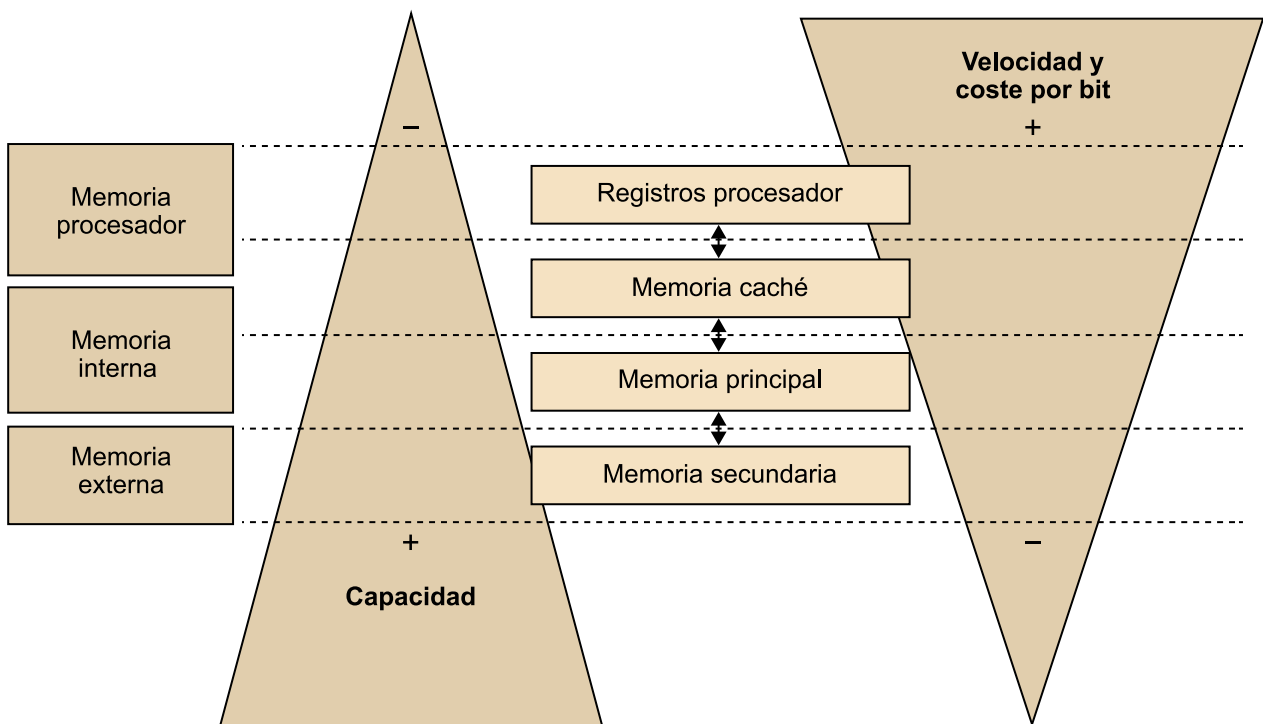 Velocidad y
coste por bit
–
+
Memoria
procesador
Registros procesador
Memoria caché
Memoria
interna
Memoria principal
Memoria
externa
Memoria secundaria
+
–
Capacidad